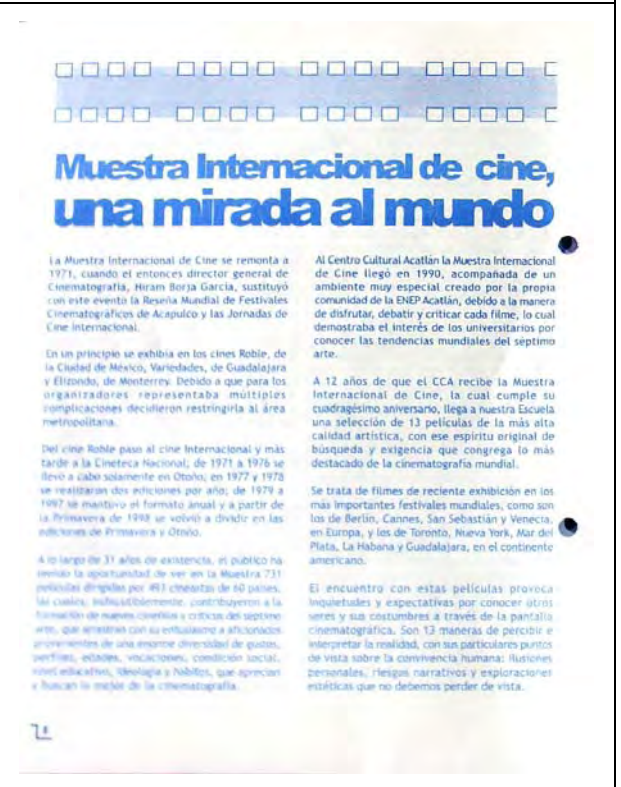 Muestra Internacional de cine,
una mirada al mundo
La Muestra Internacional de Cine se remonta a
1971, cuando el entonces director general de
Cinematografía, Hiram Borja García, sustituyó
con este evento la Reseña Mundial de Festivales
Cinematográficos de Acapulco y las Jornadas de
Cine Internacional.
En un principio se exhibía en los cines Roble, de
la Ciudad de México, Variedades, de Guadalajara
y Elizondo, de Monterrey. Debido a que para los
organizadores representaba múltiples
complicaciones decidieron restringirla al área
metropolitana.
Del cine Roble pasó al cine Internacional y más
tarde a la Cineteca Nacional; de 1971 a 1976 se
llevó a cabo solamente en Otoño; en 1977 y 1978
se realizaron dos ediciones por año; de 1979 a
1997 se mantuvo el formato anual y a partir de
la Primavera de 1998 se volvió a dividir en las
ediciones de Primavera y Otoño.
A lo largo de 31 años de existencia, el público ha
tenido la oportunidad de ver en la Muestra 731
películas dirigidas por 493 cineastas de 60 países,
las cuales, indiscutiblemente, contribuyeron a la
formación de nuevos cinéfilos y críticos del séptimo
arte, que arrastran con su entusiasmo a aficionados
provenientes de una enorme diversidad de gustos,
perfiles, edades, vocaciones, condición social,
nivel educativo, ideología y hábitos, que aprecian
y buscan lo mejor de la cinematografía.
Al Centro Cultural Acatlán la Muestra Internacional
de Cine llegó en 1990, acompañada de un
ambiente muy especial creado por la propia
comunidad de la ENEP Acatlán, debido a la manera
de disfrutar, debatir y criticar cada filme, lo cual
demostraba el interés de los universitarios por
conocer las tendencias mundiales del séptimo
arte.
A 12 años de que el CCA recibe la Muestra
Internacional de Cine, la cual cumple su
cuadragésimo aniversario, llega a nuestra Escuela
una selección de 13 películas de la más alta
calidad artística, con ese espíritu original de
búsqueda y exigencia que congrega lo más
destacado de la cinematografía mundial.
Se trata de filmes de reciente exhibición en los
más importantes festivales mundiales, como son
los de Berlín, Cannes, San Sebastián y Venecia,
en Europa, y los de Toronto, Nueva York, Mar del
Plata, La Habana y Guadalajara, en el continente
americano.
El encuentro con estas películas provoca
inquietudes y expectativas por conocer otros
seres y sus costumbres a través de la pantalla
cinematográfica. Son 13 maneras de percibir e
interpretar la realidad, con sus particulares puntos
de vista sobre la convivencia humana: ilusiones
personales, riesgos narrativos y exploraciones
estéticas que no debemos perder de vista.